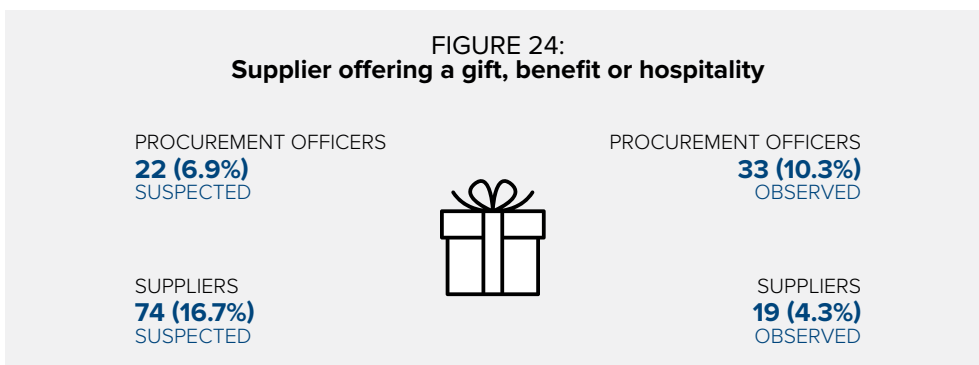 FIGURE 24:
Supplier offering a gift, benefit or hospitality
PROCUREMENT OFFICERS
22 (6.9%)
SUSPECTED
PROCUREMENT OFFICERS
33 (10.3%)
OBSERVED
SUPPLIERS
74 (16.7%)
SUSPECTED
SUPPLIERS
19 (4.3%)
OBSERVED